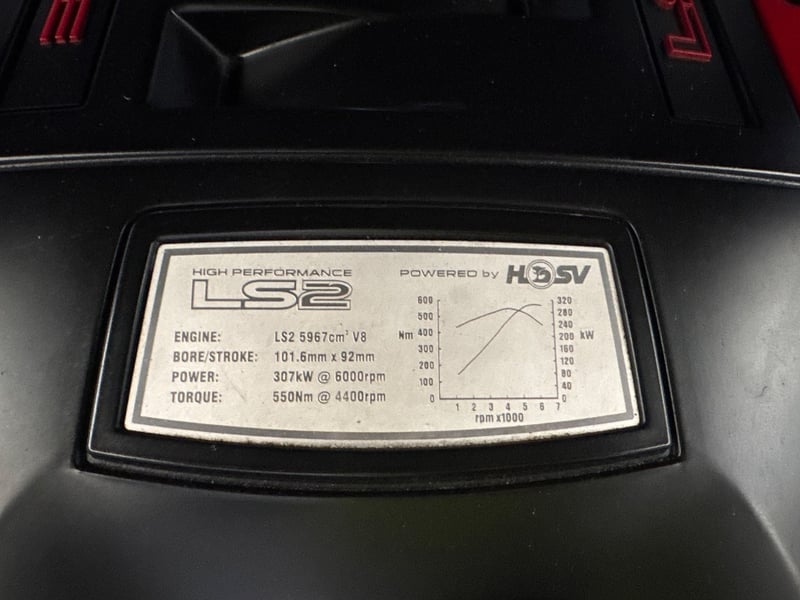 HIGH PERFORMANCE
LS2
ENGINE: LS2 5967cm³ V8
BORE/STROKE: 101.6mm x 92mm
POWER: 307kW @ 6000rpm
TORQUE: 550Nm @ 4400rpm
POWERED by HSV
600
500
400
300
200
100
0
Nm
320
280
240
200
160
120
80
40
0
kW
1 2 3 4 5 6 7
rpm x1000